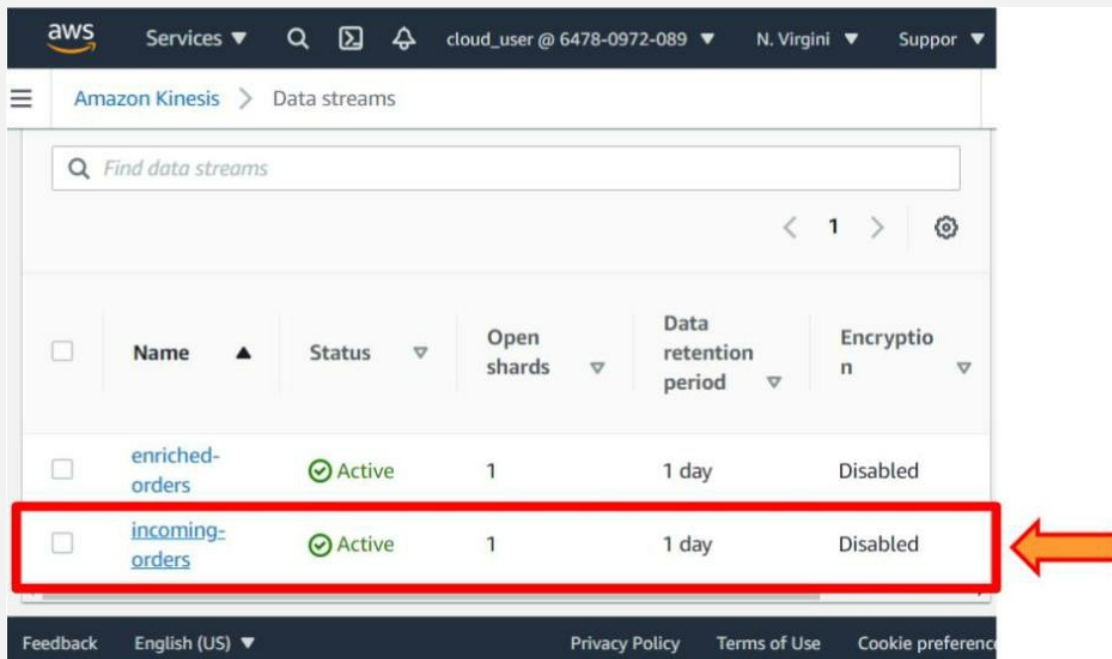 aws Services ▼ cloud_user @ 6478-0972-089 ▼ N. Virgini ▼ Suppor ▼
Amazon Kinesis > Data streams
Find data streams
< 1 >
Name ▲ Status ▽ Open shards ▽ Data retention period ▽ Encryptio n ▽
enriched-
orders Active 1 1 day Disabled
incoming-
orders Active 1 1 day Disabled
Feedback English (US) ▼ Privacy Policy Terms of Use Cookie preference